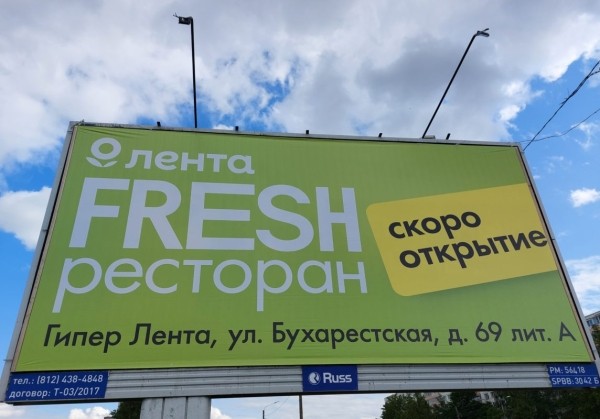 лента
FRESH
ресторан
скоро
открытие
Гипер Лента, ул. Бухарестская, д. 69 лит. А
тел.: (812) 438-4848
договор: Т-03/2017
Russ
PM: 56418
SPBB: 3042 Б